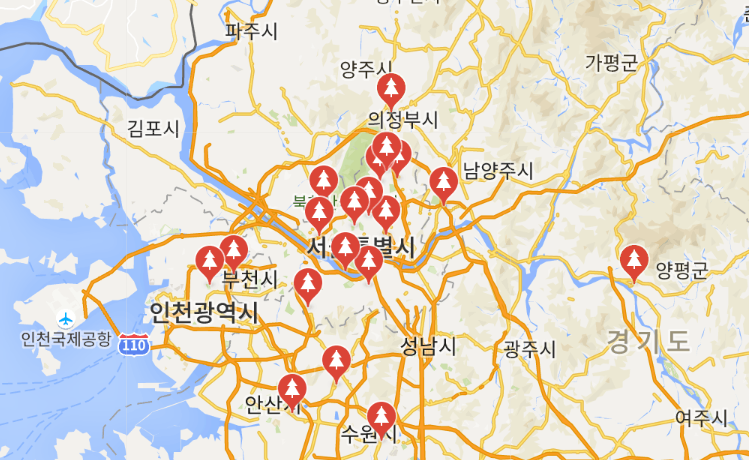 파주시
양주시
가평군
김포시
의정부시
남양주시
북
서울특별시
부천시
양평군
인천광역시
인천국제공항
110
경기도
성남시
광주시
안산시
여주시
수원시